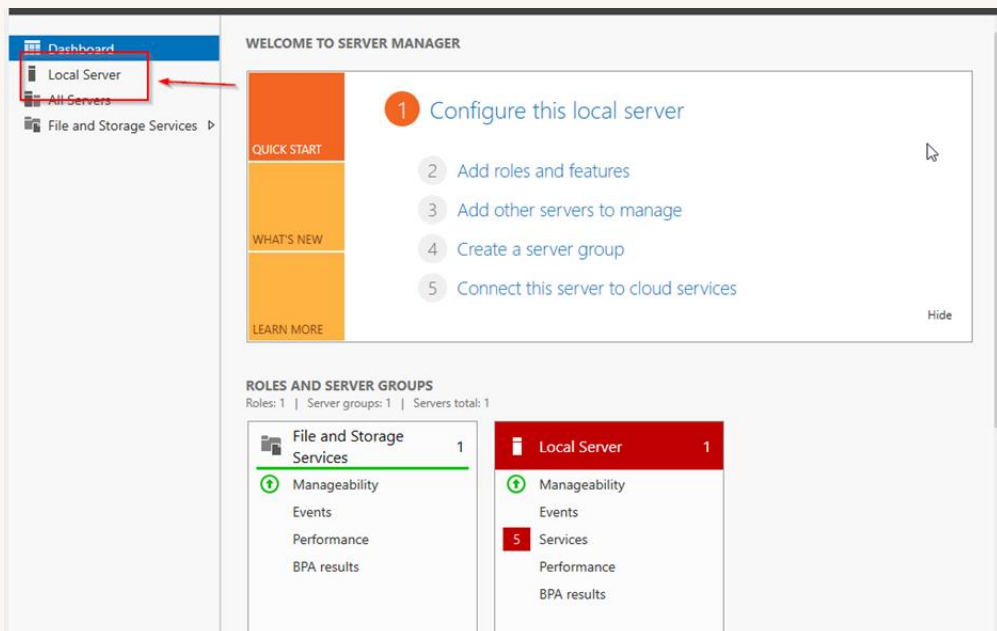 Dashboard
Local Server
All Servers
File and Storage Services
WELCOME TO SERVER MANAGER
QUICK START
WHAT'S NEW
LEARN MORE
1 Configure this local server
2 Add roles and features
3 Add other servers to manage
4 Create a server group
5 Connect this server to cloud services
Hide
ROLES AND SERVER GROUPS
Roles: 1 | Server groups: 1 | Servers total: 1
File and Storage
Services 1
Manageability
Events
Performance
BPA results
Local Server 1
Manageability
Events
5 Services
Performance
BPA results